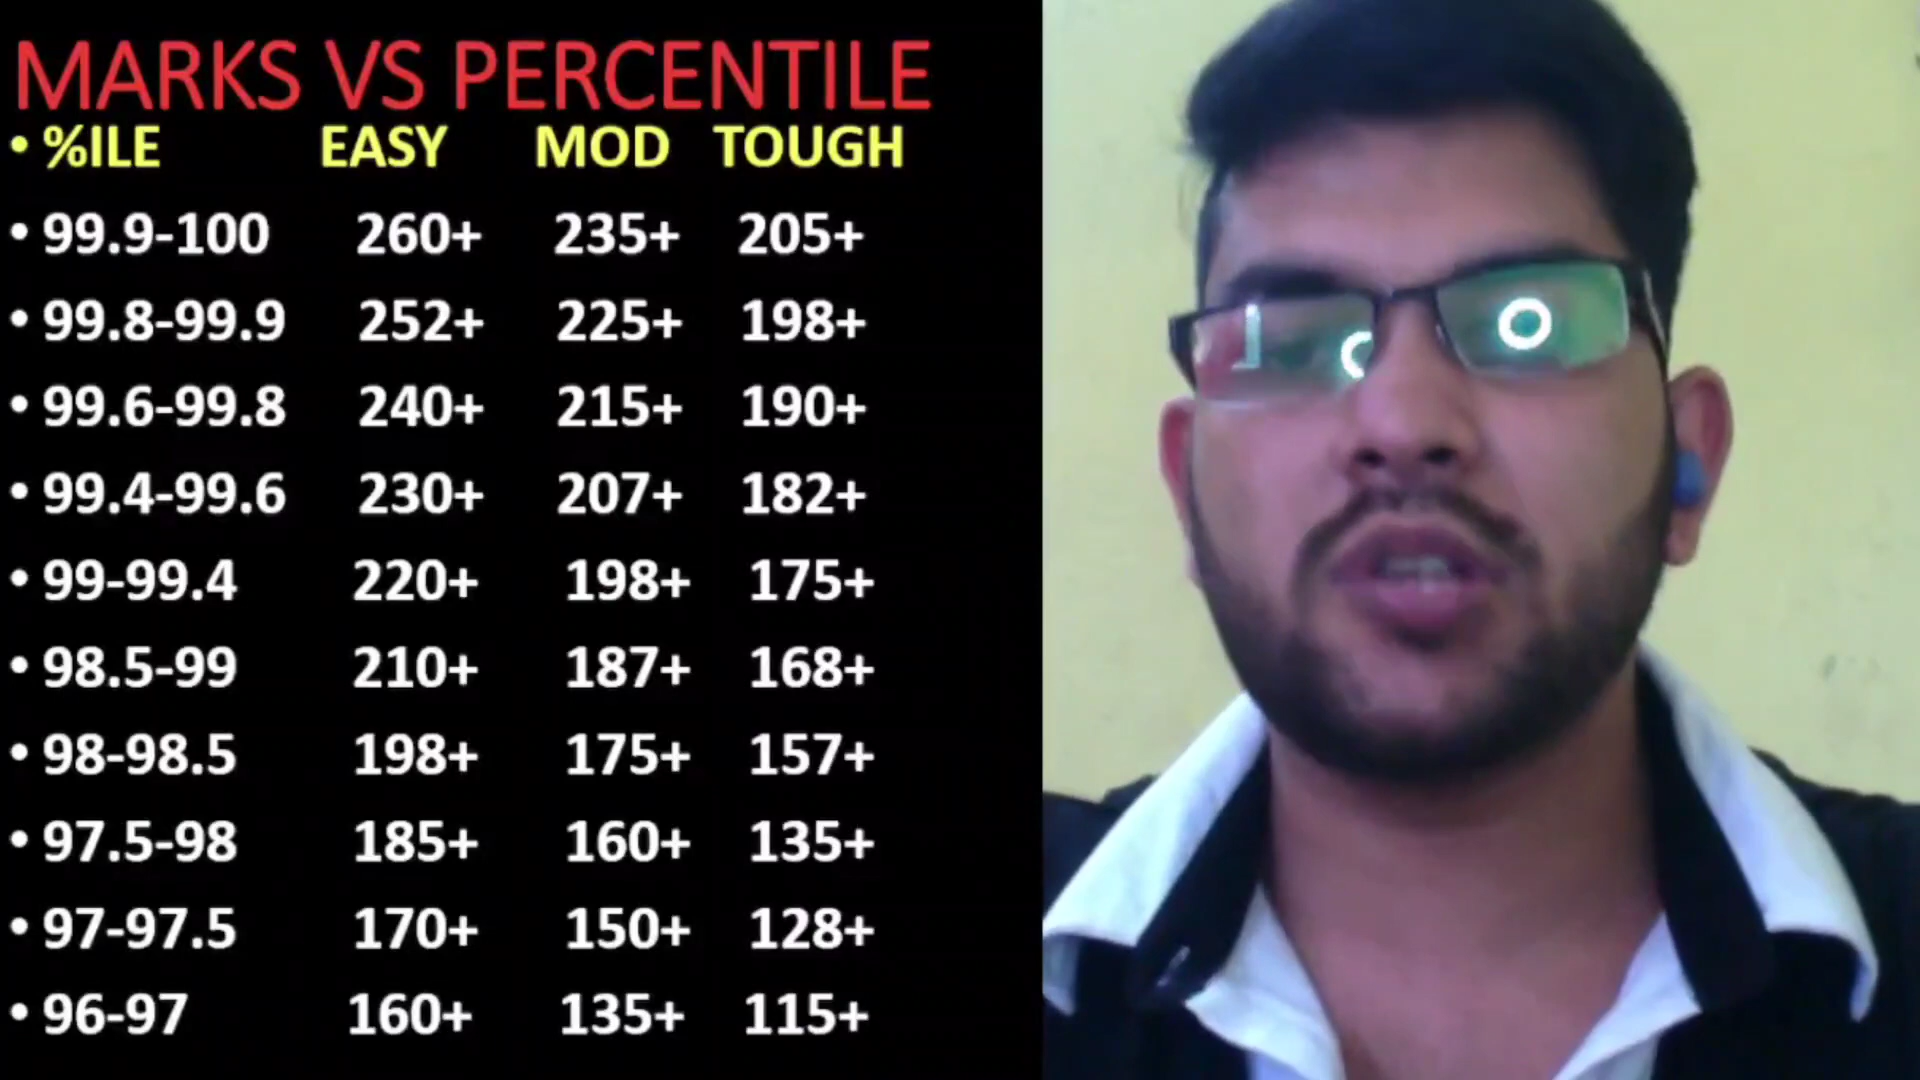 MARKS VS PERCENTILE
• %ILE EASY MOD TOUGH
• 99.9-100 260+ 235+ 205+
• 99.8-99.9 252+ 225+ 198+
• 99.6-99.8 240+ 215+ 190+
• 99.4-99.6 230+ 207+ 182+
• 99-99.4 220+ 198+ 175+
• 98.5-99 210+ 187+ 168+
• 98-98.5 198+ 175+ 157+
• 97.5-98 185+ 160+ 135+
• 97-97.5 170+ 150+ 128+
• 96-97 160+ 135+ 115+